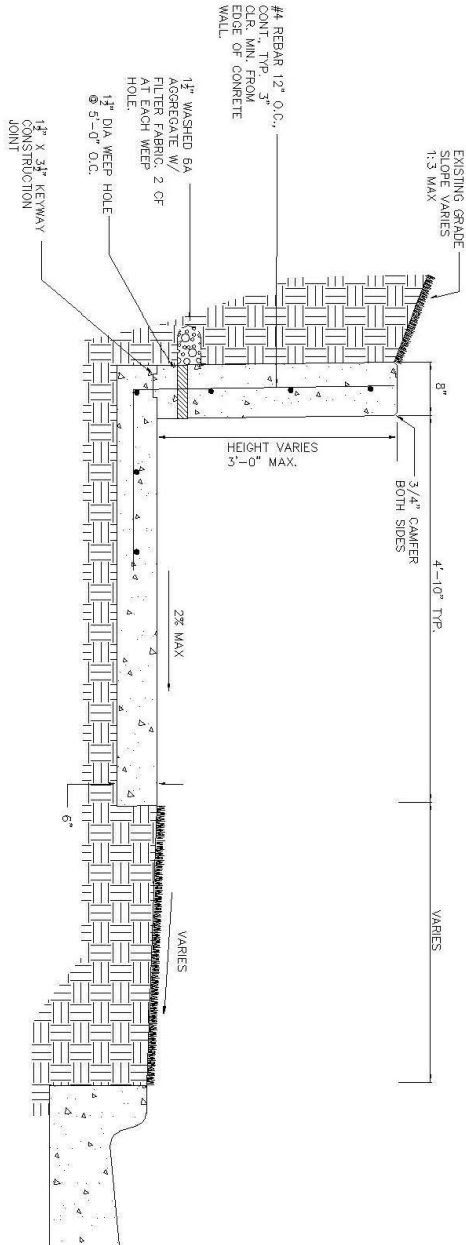 EXISTING GRADE
SLOPE VARIES
1:3 MAX
8"
4'-10" TYP.
VARIES
3/4" CAMFER
BOTH SIDES
#4 REBAR 12" O.C.,
CONT., TYP. 3"
CLR. MIN. FROM
EDGE OF CONCRETE
WALL.
HEIGHT VARIES
3'-0" MAX.
1½" WASHED 6A
AGGREGATE W/
FILTER FABRIC. 2 CF
AT EACH WEEP
HOLE.
2% MAX
VARIES
1½" DIA WEEP HOLE
@ 5'-0" O.C.
1½" X 3½" KEYWAY
CONSTRUCTION
JOINT
6"